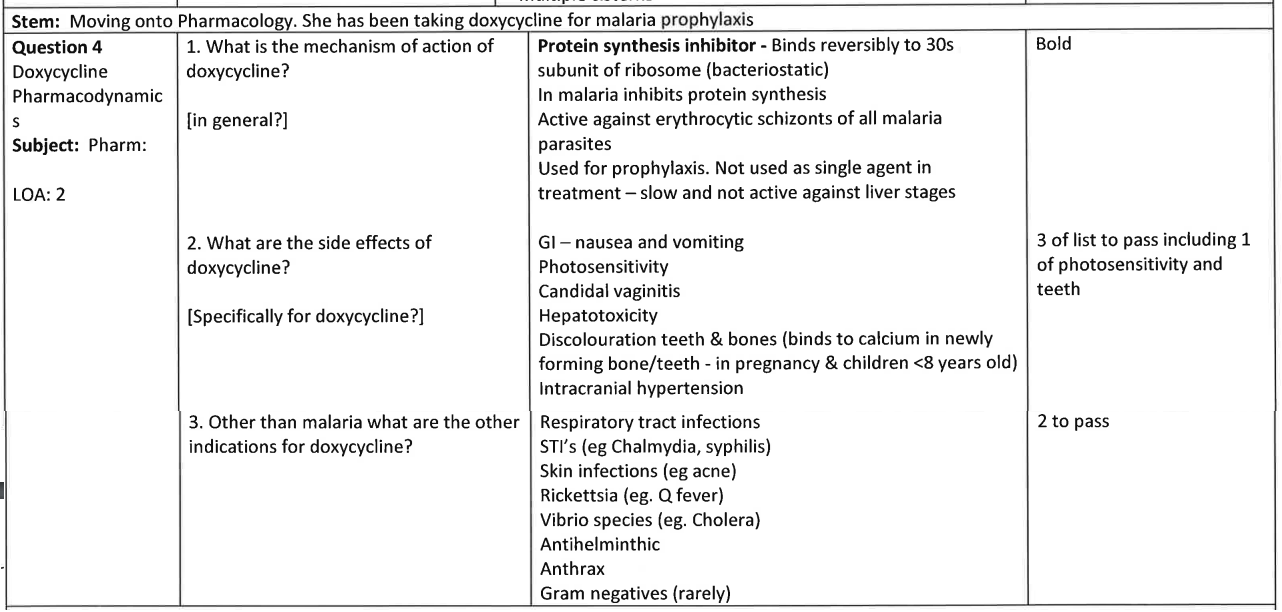 Stem: Moving onto Pharmacology. She has been taking doxycycline for malaria prophylaxis
Question 4
Doxycycline
Pharmacodynamic
s
Subject: Pharm:
LOA: 2
1. What is the mechanism of action of
doxycycline?
[in general?]
Protein synthesis inhibitor - Binds reversibly to 30s
subunit of ribosome (bacteriostatic)
In malaria inhibits protein synthesis
Active against erythrocytic schizonts of all malaria
parasites
Used for prophylaxis. Not used as single agent in
treatment – slow and not active against liver stages
Bold
2. What are the side effects of
doxycycline?
[Specifically for doxycycline?]
GI – nausea and vomiting
Photosensitivity
Candidal vaginitis
Hepatotoxicity
Discolouration teeth & bones (binds to calcium in newly
forming bone/teeth - in pregnancy & children <8 years old)
Intracranial hypertension
3 of list to pass including 1
of photosensitivity and
teeth
3. Other than malaria what are the other
indications for doxycycline?
Respiratory tract infections
STI's (eg Chalmydia, syphilis)
Skin infections (eg acne)
Rickettsia (eg. Q fever)
Vibrio species (eg. Cholera)
Antihelminthic
Anthrax
Gram negatives (rarely)
2 to pass